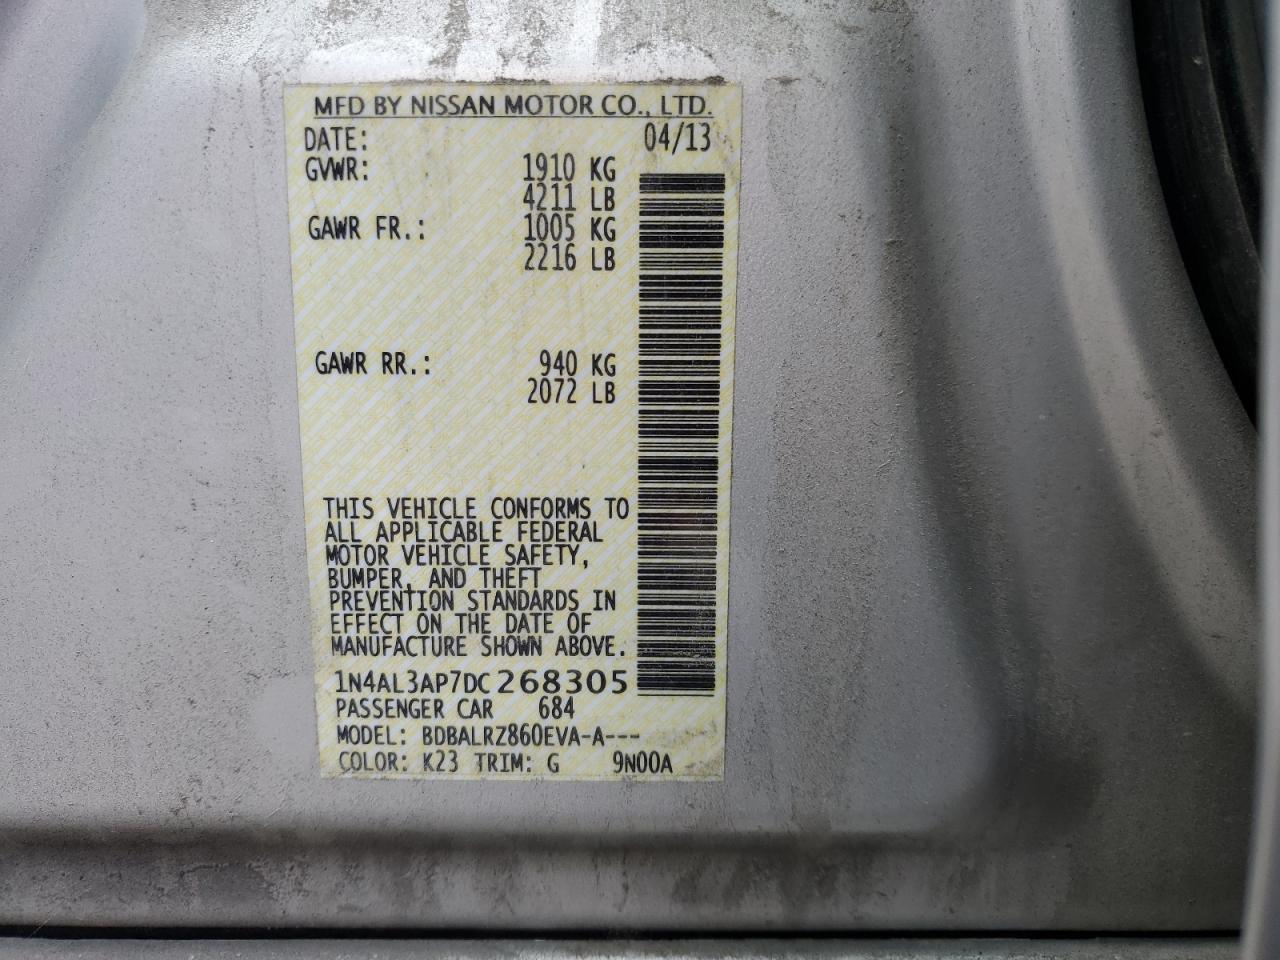 MFD BY NISSAN MOTOR CO., LTD.
DATE: 04/13
GVWR: 1910 KG
4211 LB
GAWR FR.: 1005 KG
2216 LB
GAWR RR.: 940 KG
2072 LB
THIS VEHICLE CONFORMS TO
ALL APPLICABLE FEDERAL
MOTOR VEHICLE SAFETY,
BUMPER, AND THEFT
PREVENTION STANDARDS IN
EFFECT ON THE DATE OF
MANUFACTURE SHOWN ABOVE.
1N4AL3AP7DC268305
PASSENGER CAR 684
MODEL: BDBALRZ860EVA-A---
COLOR: K23 TRIM: G 9N00A